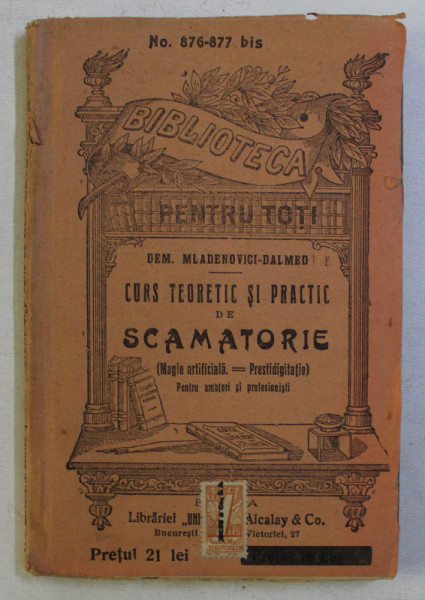 No. 876-877 bis
BIBLIOTECA
PENTRU TOȚI
DEM. MLADENOVICI-DALMED
CURS TEORETIC ȘI PRACTIC
DE
SCAMATORIE
(Magie artificială. = Prestidigitație)
Pentru amatori și profesioniști
Librăriei „UNI Alcalay & Co.
București Victoriei, 27
Prețul 21 lei